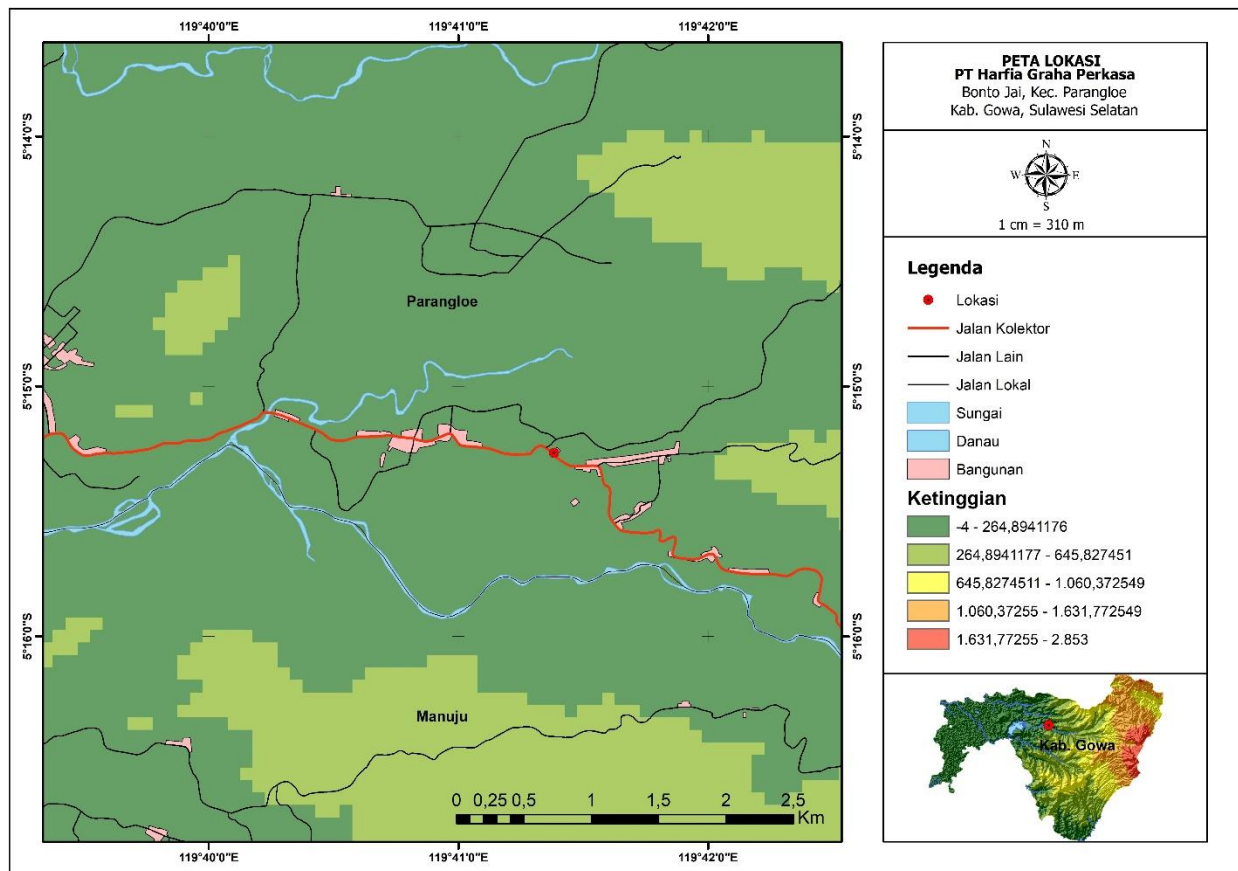 119°40'0"E 119°41'0"E 119°42'0"E
5°14'0"S 5°14'0"S
Parangloe
5°15'0"S 5°15'0"S
5°16'0"S 5°16'0"S
Manuju
0 0,25 0,5 1 1,5 2 2,5
Km
119°40'0"E 119°41'0"E 119°42'0"E
PETA LOKASI
PT Harfia Graha Perkasa
Bonto Jai, Kec. Parangloe
Kab. Gowa, Sulawesi Selatan
N
W E
S
1 cm = 310 m
Legenda
Lokasi
Jalan Kolektor
Jalan Lain
Jalan Lokal
Sungai
Danau
Bangunan
Ketinggian
-4 - 264,8941176
264,8941177 - 645,827451
645,8274511 - 1.060,372549
1.060,37255 - 1.631,772549
1.631,77255 - 2.853
Kab. Gowa